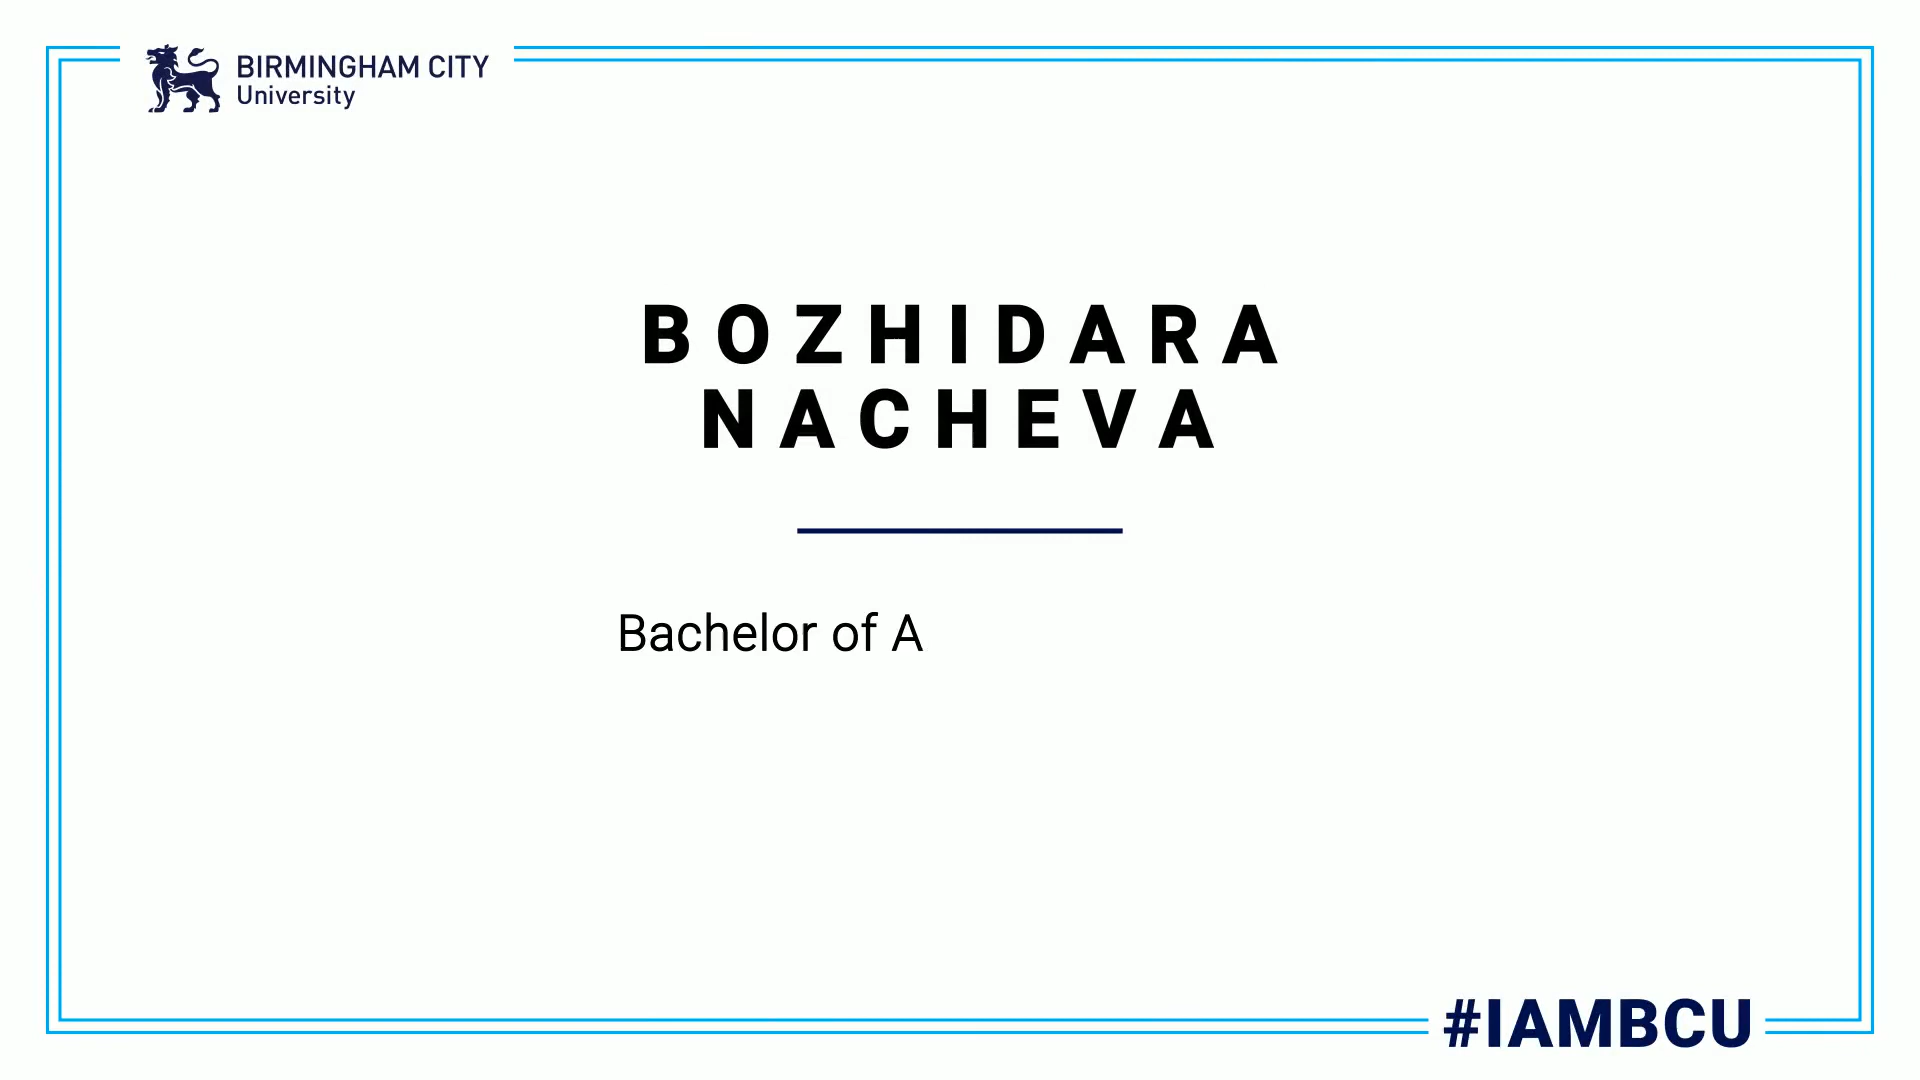 BIRMINGHAM CITY
University
BOZHIDARA
NACHEVA
Bachelor of A
#IAMBCU